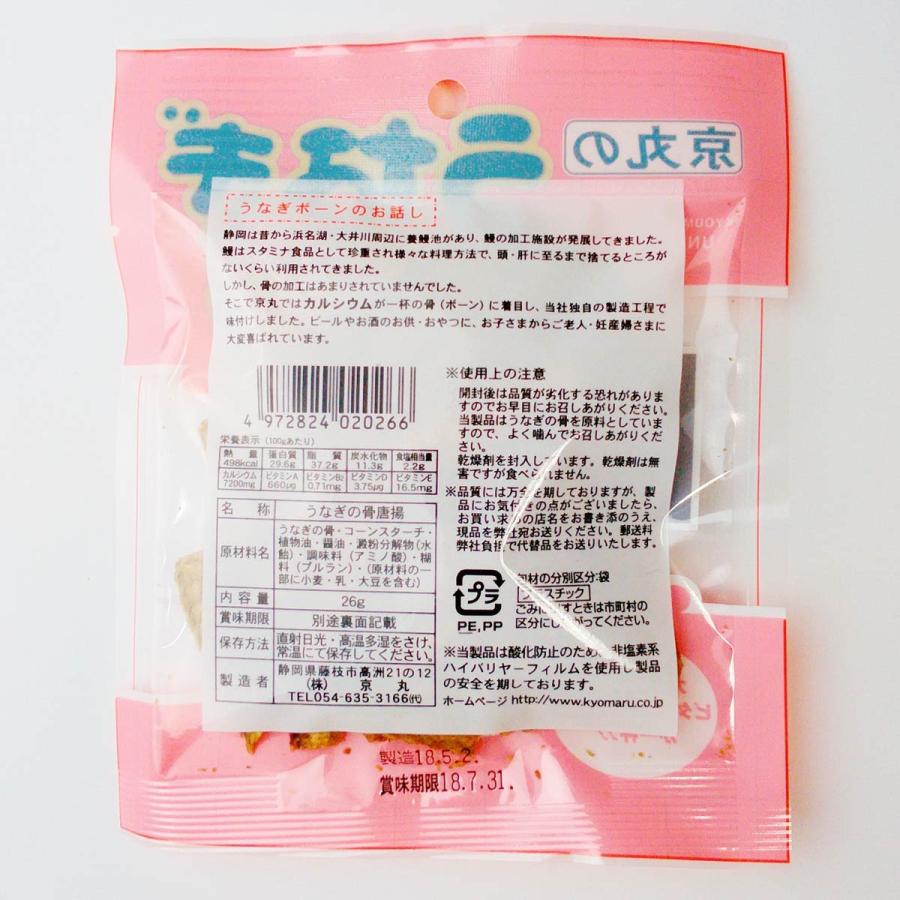 京丸の
うなぎ
うなぎボーンのお話し
静岡は昔から浜名湖・大井川周辺に養鰻池があり、鰻の加工施設が発展してきました。
鰻はスタミナ食品として珍重され様々な料理方法で、頭・肝に至るまで捨てるところが
ないくらい利用されてきました。
しかし、骨の加工はあまりされていませんでした。
そこで京丸ではカルシウムが一杯の骨（ボーン）に着目し、当社独自の製造工程で
味付けしました。ビールやお酒のお供・おやつに、お子さまからご老人・妊産婦さまに
大変喜ばれています。
4 972824 020266
栄養表示（100gあたり）
熱量 蛋白質 脂質 炭水化物 食塩相当量
498kcal 29.6g 37.2g 11.3g 2.2g
カルシウム ビタミンA ビタミンB2 ビタミンD ビタミンE
7200mg 660μg 0.71mg 3.75μg 16.5mg
名称 うなぎの骨唐揚
原材料名 うなぎの骨・コーンスターチ・
植物油・醤油・澱粉分解物（水
飴）・調味料（アミノ酸）・糊
料（プルラン）・（原材料の一
部に小麦・乳・大豆を含む）
内容量 26g
賞味期限 別途裏面記載
保存方法 直射日光・高温多湿をさけ、
常温にて保存してください。
製造者 静岡県藤枝市高洲21の12
（株） 京丸
TEL054-635-3166㈹
※使用上の注意
開封後は品質が劣化する恐れがありま
すのでお早目にお召しあがりください。
当製品はうなぎの骨を原料としていま
すので、よく噛んでお召しあがりくだ
さい。
乾燥剤を封入しています。乾燥剤は無
害ですが食べられません。
※品質には万全を期しておりますが、製
品にお気付きの点がございましたら、
お買い求めの店名をお書き添のうえ、
現品を弊社宛お送りください。郵送料、
弊社負担で代替品をお送りいたします。
プラ
PE,PP
包材の分別区分：袋
プラスチック
ごみに出すときは市町村の
区分にしたがってください。
※当製品は酸化防止のため、非塩素系
ハイバリヤーフィルムを使用し製品
の安全を期しております。
ホームページ http://www.kyomaru.co.jp
製造18.5.2.
賞味期限18.7.31.